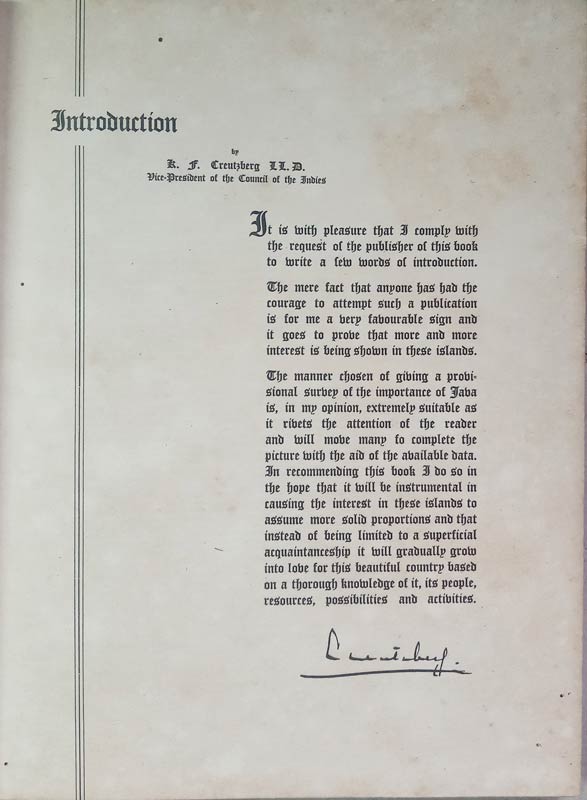 Introduction
by
K. F. Creutzberg LL. D.
Vice-President of the Council of the Indies
It is with pleasure that I comply with
the request of the publisher of this book
to write a few words of introduction.
The mere fact that anyone has had the
courage to attempt such a publication
is for me a very favourable sign and
it goes to prove that more and more
interest is being shown in these islands.
The manner chosen of giving a provi-
sional survey of the importance of Java
is, in my opinion, extremely suitable as
it rivets the attention of the reader
and will move many fo complete the
picture with the aid of the available data.
In recommending this book I do so in
the hope that it will be instrumental in
causing the interest in these islands to
assume more solid proportions and that
instead of being limited to a superficial
acquaintanceship it will gradually grow
into love for this beautiful country based
on a thorough knowledge of it, its people,
resources, possibilities and activities.
Creutzberg.